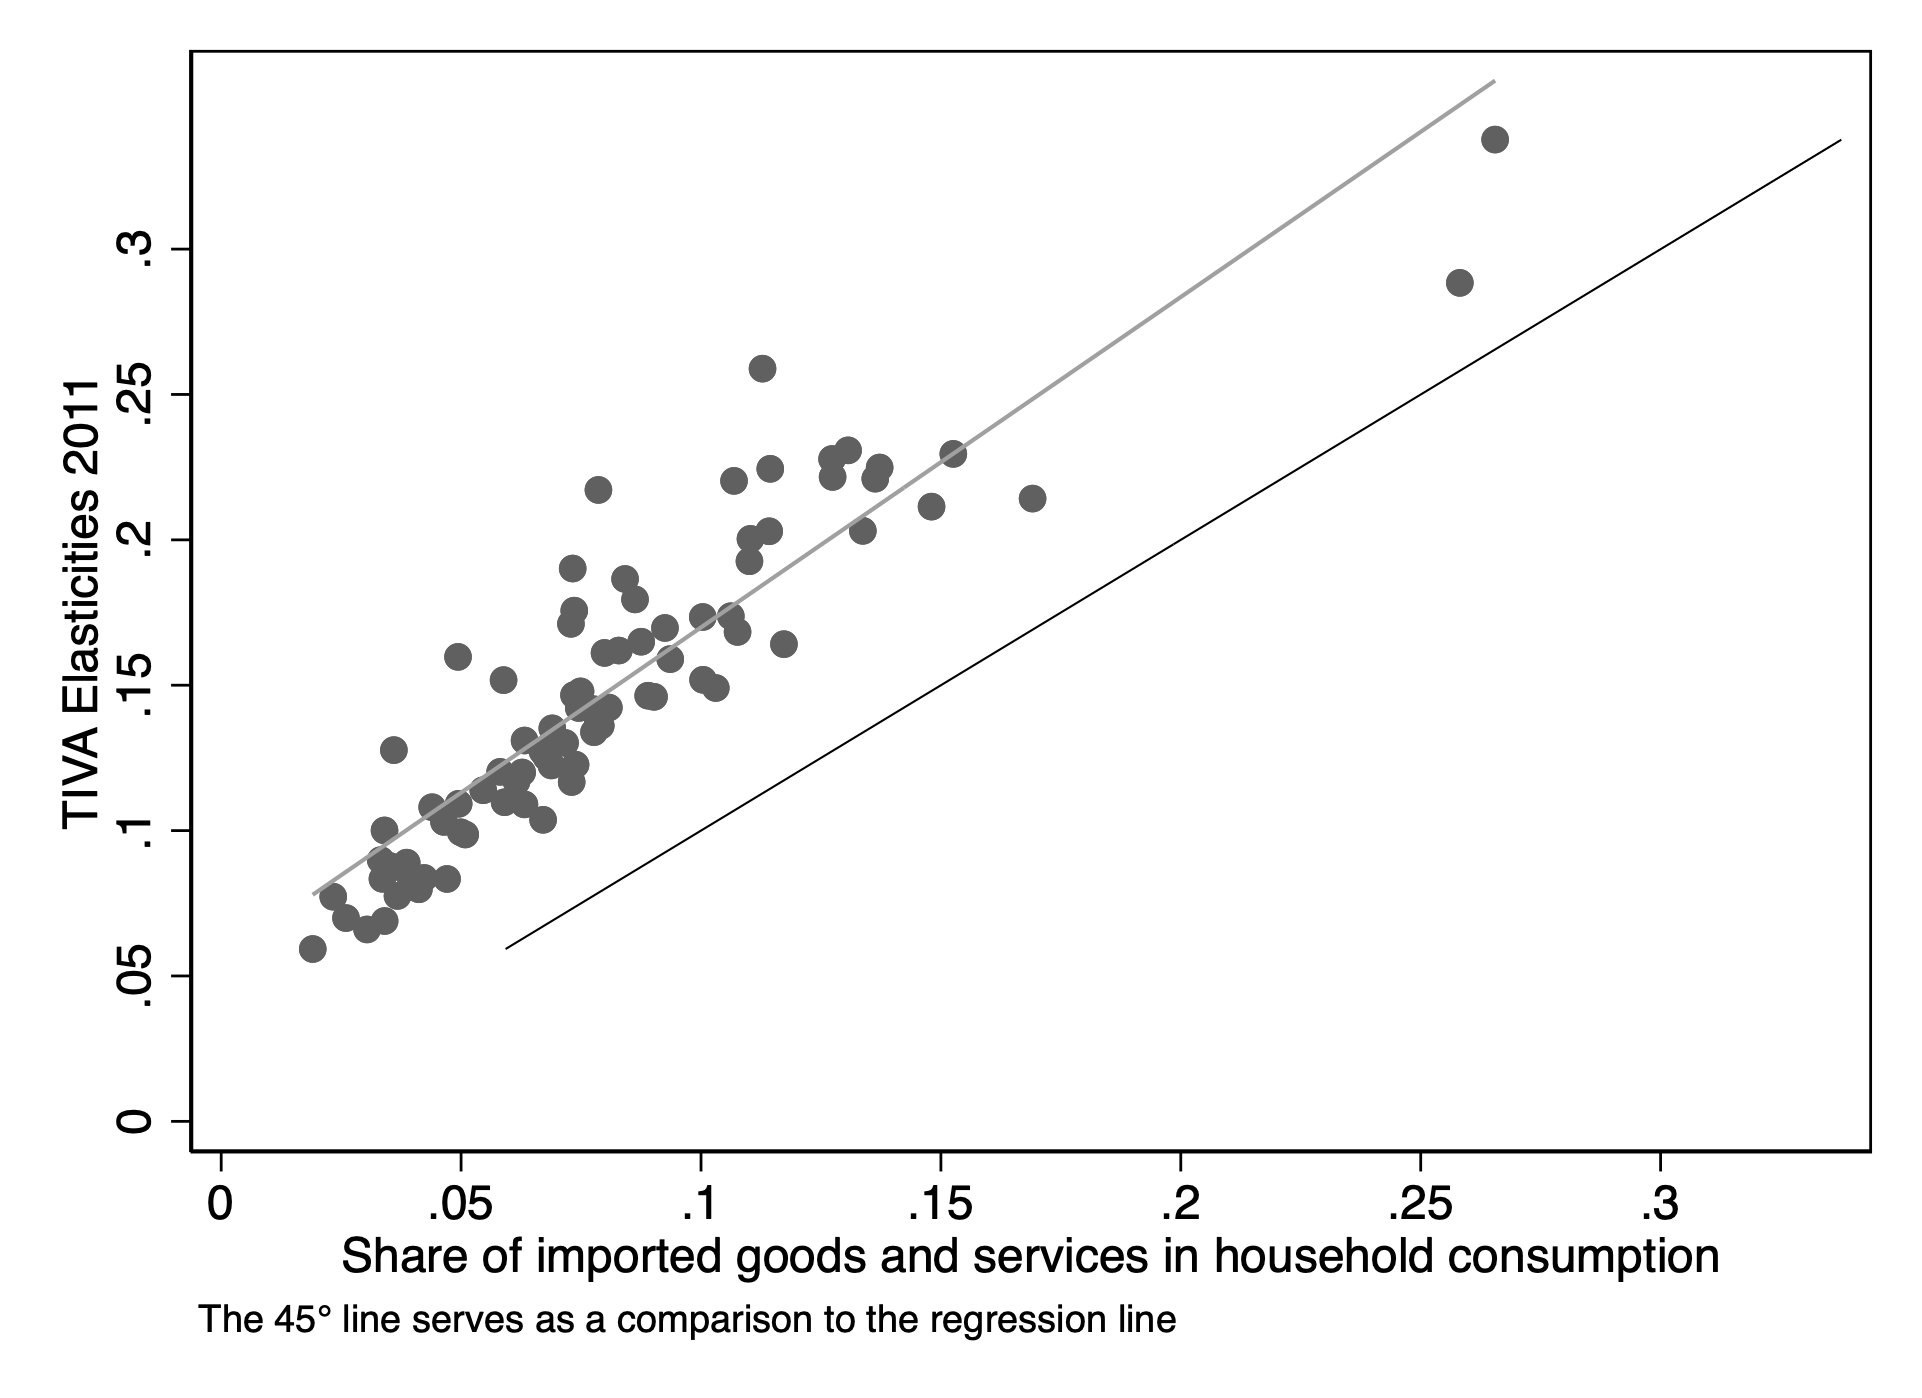 TIVA Elasticities 2011
.3
.25
.2
.15
.1
.05
0
0 .05 .1 .15 .2 .25 .3
Share of imported goods and services in household consumption
The 45° line serves as a comparison to the regression line